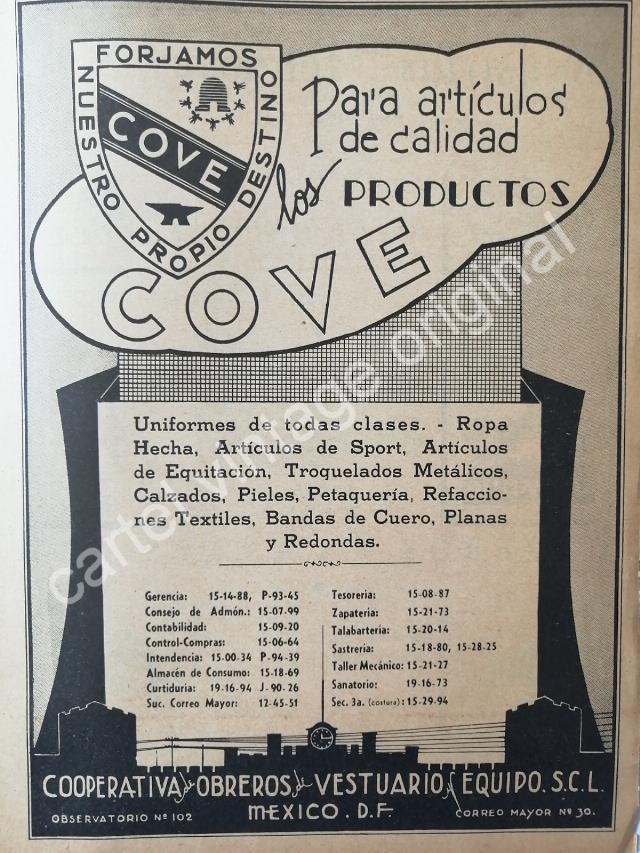 FORJAMOS
NUESTRO PROPIO DESTINO
COVE
Para artículos
de calidad
los PRODUCTOS
COVE
Uniformes de todas clases. - Ropa
Hecha, Artículos de Sport, Artículos
de Equitación, Troquelados Metálicos,
Calzados, Pieles, Petaquería, Refaccio-
nes Textiles, Bandas de Cuero, Planas
y Redondas.
Gerencia: 15-14-88, P-93-45
Consejo de Admón.: 15-07-99
Contabilidad: 15-09-20
Control-Compras: 15-06-64
Intendencia: 15-00-34 P-94-39
Almacén de Consumo: 15-18-69
Curtiduria: 19-16-94 J-90-26
Suc. Correo Mayor: 12-45-51
Tesoreria: 15-08-87
Zapateria: 15-21-73
Talabarteria: 15-20-14
Sastreria: 15-18-80, 15-28-25
Taller Mecánico: 15-21-27
Sanatorio: 19-16-73
Sec. 3a. (costura): 15-29-94
COOPERATIVA de OBREROS de VESTUARIO y EQUIPO. S.C.L.
MEXICO. D.F.
OBSERVATORIO Nº 102
CORREO MAYOR Nº 30.
cartel vintage original